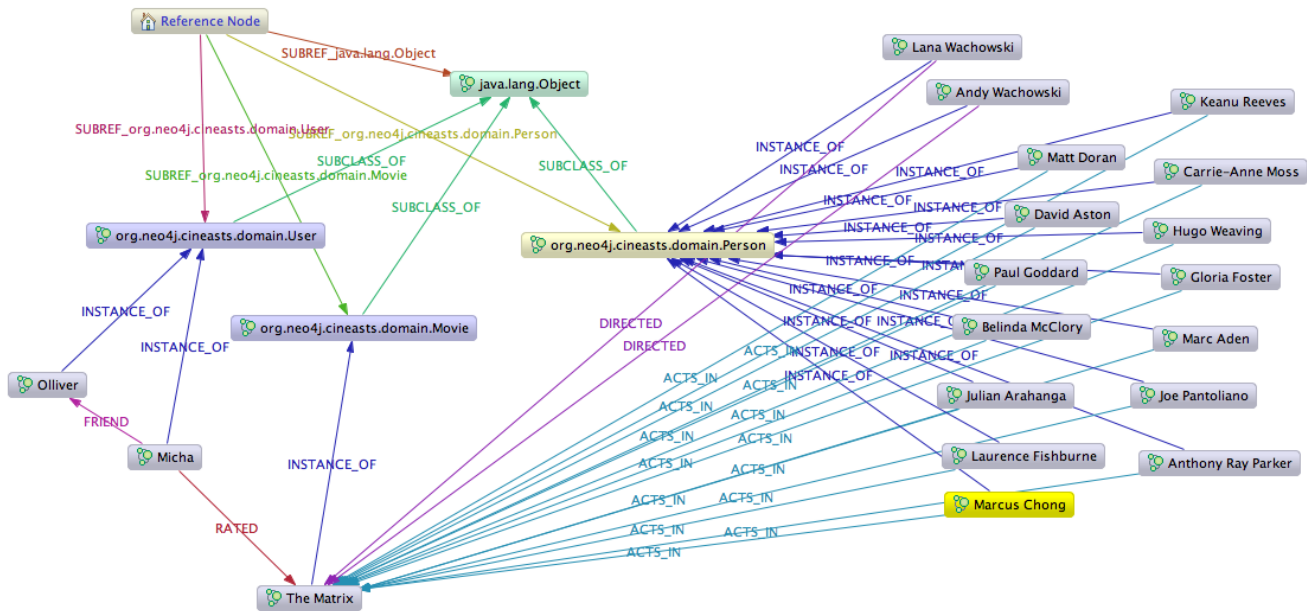 Reference Node
Lana Wachowski
SUBREF_java.lang.Object
java.lang.Object
Andy Wachowski
Keanu Reeves
SUBREF_org.neo4j.cineasts.domain.User
SUBREF_org.neo4j.cineasts.domain.Person
INSTANCE_OF
Matt Doran
SUBCLASS_OF
SUBCLASS_OF
INSTANCE_OF
INSTANCE_OF
Carrie-Anne Moss
SUBREF_org.neo4j.cineasts.domain.Movie
INSTANCE_OF
INSTANCE_OF
SUBCLASS_OF
David Aston
org.neo4j.cineasts.domain.User
INSTANCE_OF
Hugo Weaving
org.neo4j.cineasts.domain.Person
INSTANCE_OF
Paul Goddard
Gloria Foster
INSTANCE_OF
INSTANCE_OF
org.neo4j.cineasts.domain.Movie
DIRECTED
INSTANCE_OF
Belinda McClory
Marc Aden
INSTANCE_OF
DIRECTED
INSTANCE_OF
INSTANCE_OF
Olliver
ACTS_IN
INSTANCE_OF
ACTS_IN
Julian Arahanga
Joe Pantoliano
FRIEND
ACTS_IN
ACTS_IN
ACTS_IN
ACTS_IN
Micha
INSTANCE_OF
ACTS_IN
ACTS_IN
Laurence Fishburne
Anthony Ray Parker
ACTS_IN
ACTS_IN
Marcus Chong
RATED
ACTS_IN
ACTS_IN
ACTS_IN
The Matrix